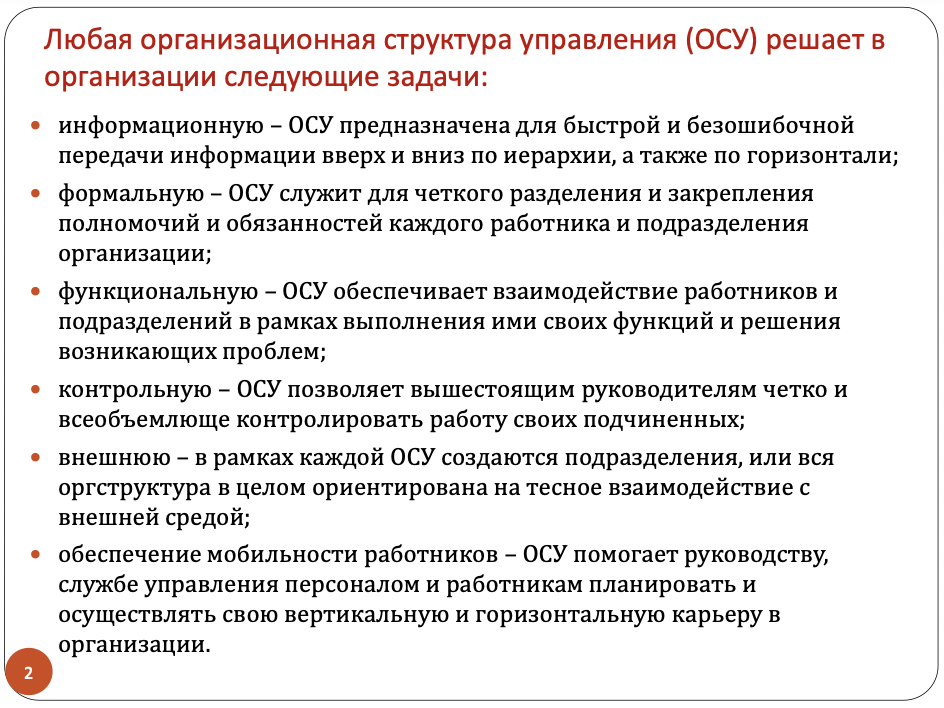 Любая организационная структура управления (ОСУ) решает в
организации следующие задачи:
• информационную – ОСУ предназначена для быстрой и безошибочной
передачи информации вверх и вниз по иерархии, а также по горизонтали;
• формальную – ОСУ служит для четкого разделения и закрепления
полномочий и обязанностей каждого работника и подразделения
организации;
• функциональную – ОСУ обеспечивает взаимодействие работников и
подразделений в рамках выполнения ими своих функций и решения
возникающих проблем;
• контрольную – ОСУ позволяет вышестоящим руководителям четко и
всеобъемлюще контролировать работу своих подчиненных;
• внешнюю – в рамках каждой ОСУ создаются подразделения, или вся
оргструктура в целом ориентирована на тесное взаимодействие с
внешней средой;
• обеспечение мобильности работников – ОСУ помогает руководству,
службе управления персоналом и работникам планировать и
осуществлять свою вертикальную и горизонтальную карьеру в
организации.
2